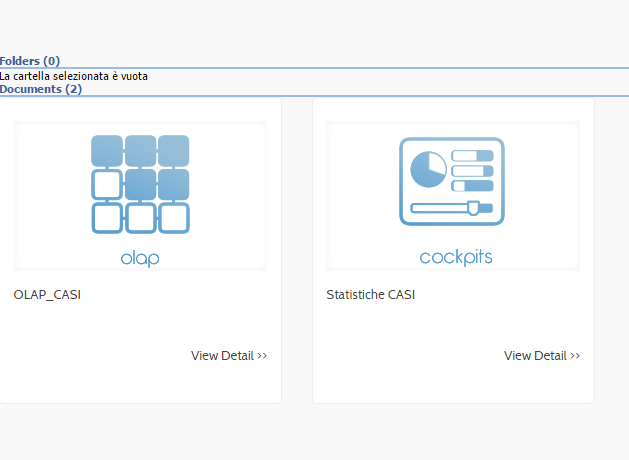 Folders (0)
La cartella selezionata è vuota
Documents (2)
olap
cockpits
OLAP_CASI
Statistiche CASI
View Detail >>
View Detail >>